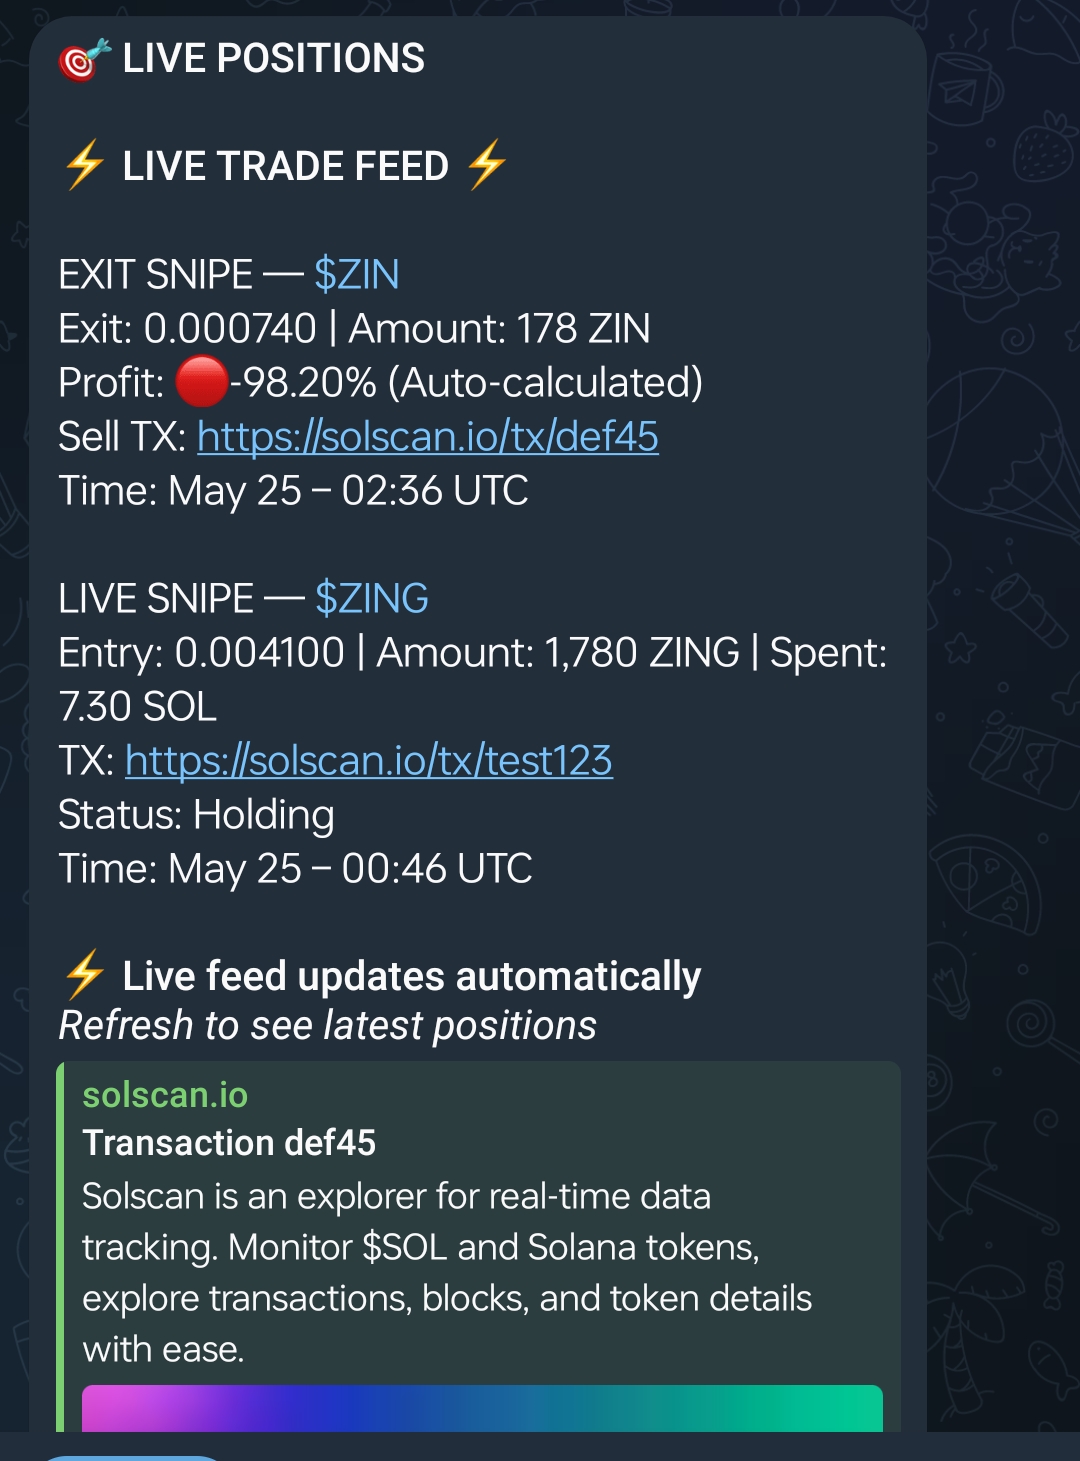 🎯 LIVE POSITIONS
⚡ LIVE TRADE FEED ⚡
EXIT SNIPE — $ZIN
Exit: 0.000740 | Amount: 178 ZIN
Profit: 🔴-98.20% (Auto-calculated)
Sell TX: https://solscan.io/tx/def45
Time: May 25 – 02:36 UTC
LIVE SNIPE — $ZING
Entry: 0.004100 | Amount: 1,780 ZING | Spent:
7.30 SOL
TX: https://solscan.io/tx/test123
Status: Holding
Time: May 25 – 00:46 UTC
⚡ Live feed updates automatically
Refresh to see latest positions
solscan.io
Transaction def45
Solscan is an explorer for real-time data
tracking. Monitor $SOL and Solana tokens,
explore transactions, blocks, and token details
with ease.